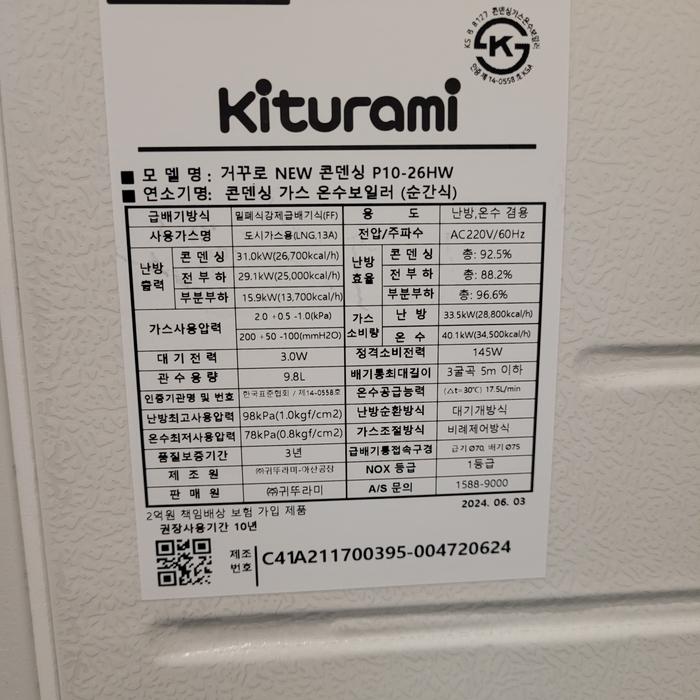 KS B 8127 콘덴싱가스온수보일러
인증 제 14-0558 호 KSA
Kiturami
■ 모 델 명 : 거꾸로 NEW 콘덴싱 P10-26HW
■ 연소기명: 콘덴싱 가스 온수보일러 (순간식)
급배기방식 밀폐식강제급배기식(FF) 용 도 난방,온수 겸용
사용가스명 도시가스용(LNG,13A) 전압/주파수 AC220V/60Hz
난방출력 콘 덴 싱 31.0kW(26,700kcal/h) 난방효율 콘 덴 싱 총: 92.5%
전 부 하 29.1kW(25,000kcal/h) 전 부 하 총: 88.2%
부분부하 15.9kW(13,700kcal/h) 부분부하 총: 96.6%
가스사용압력 2.0 +0.5 -1.0(kPa) 가스소비량 난 방 33.5kW(28,800kcal/h)
200 +50 -100(mmH2O) 온 수 40.1kW(34,500kcal/h)
대 기 전 력 3.0W 정격소비전력 145W
관 수 용 량 9.8L 배기통최대길이 3굴곡 5m 이하
인증기관명 및 번호 한국표준협회 / 제14-0558호 온수공급능력 (Δt=30℃) 17.5L/min
난방최고사용압력 98kPa(1.0kgf/cm2) 난방순환방식 대기개방식
온수최저사용압력 78kPa(0.8kgf/cm2) 가스조절방식 비례제어방식
품질보증기간 3년 급배기통접속구경 급기 Ø70, 배기 Ø75
제 조 원 ㈜귀뚜라미-아산공장 NOX 등급 1등급
판 매 원 ㈜귀뚜라미 A/S 문의 1588-9000
2억원 책임배상 보험 가입 제품 2024. 06. 03
권장사용기간 10년
제조번호 C41A211700395-004720624